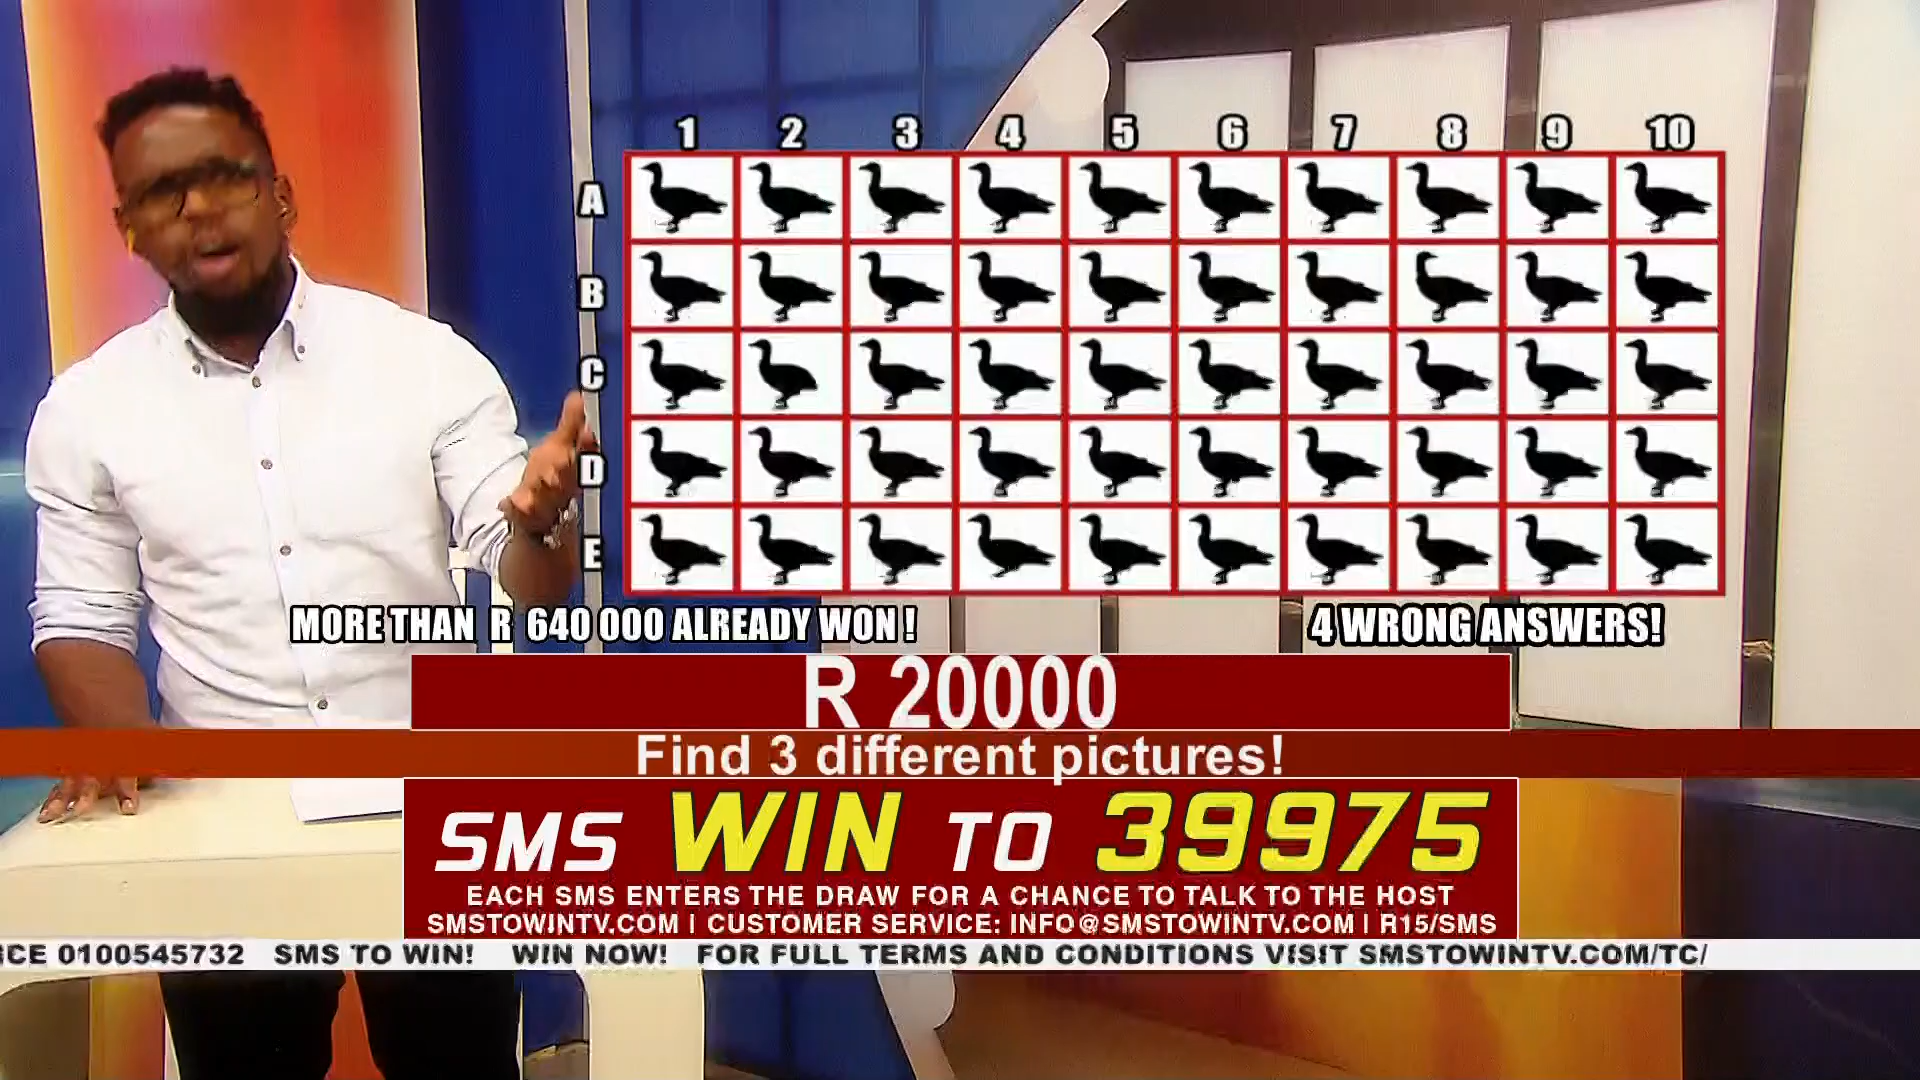 1 2 3 4 5 6 7 8 9 10
A
B
C
D
E
MORE THAN R 640 000 ALREADY WON !
4 WRONG ANSWERS!
R 20000
Find 3 different pictures!
SMS WIN TO 39975
EACH SMS ENTERS THE DRAW FOR A CHANCE TO TALK TO THE HOST
SMSTOWINTV.COM | CUSTOMER SERVICE: INFO@SMSTOWINTV.COM | R15/SMS
CE 0100545732 SMS TO WIN! WIN NOW! FOR FULL TERMS AND CONDITIONS VISIT SMSTOWINTV.COM/TC/